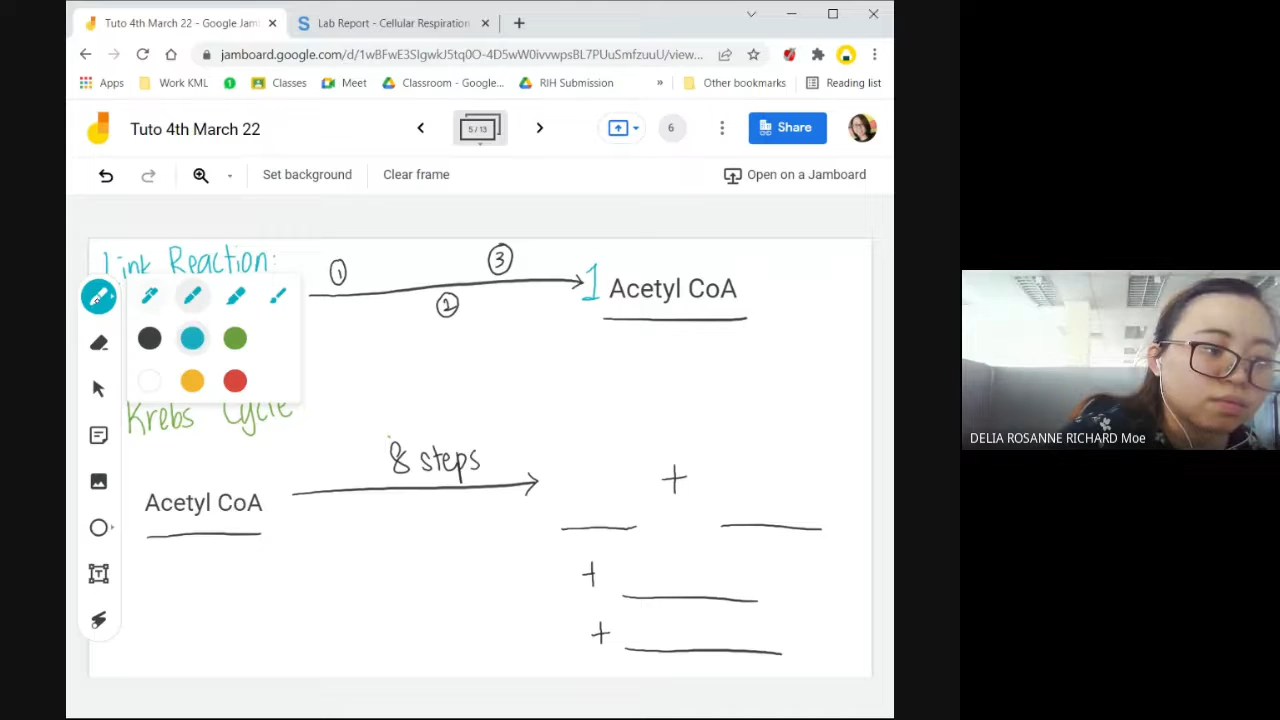 Tuto 4th March 22 - Google Jam
Lab Report - Cellular Respiration
jamboard.google.com/d/1wBFwE3SIgwkJ5tq0O-4D5wW0ivvwpsBL7PUuSmfzuuU/view...
Apps Work KML 1 Classes Meet Classroom - Google... RIH Submission » Other bookmarks Reading list
Tuto 4th March 22 5 / 13 6 Share
Set background Clear frame Open on a Jamboard
Link Reaction:
1 2 3
1 Acetyl CoA
Krebs Cycle
8 steps
Acetyl CoA
+
+
+
DELIA ROSANNE RICHARD Moe